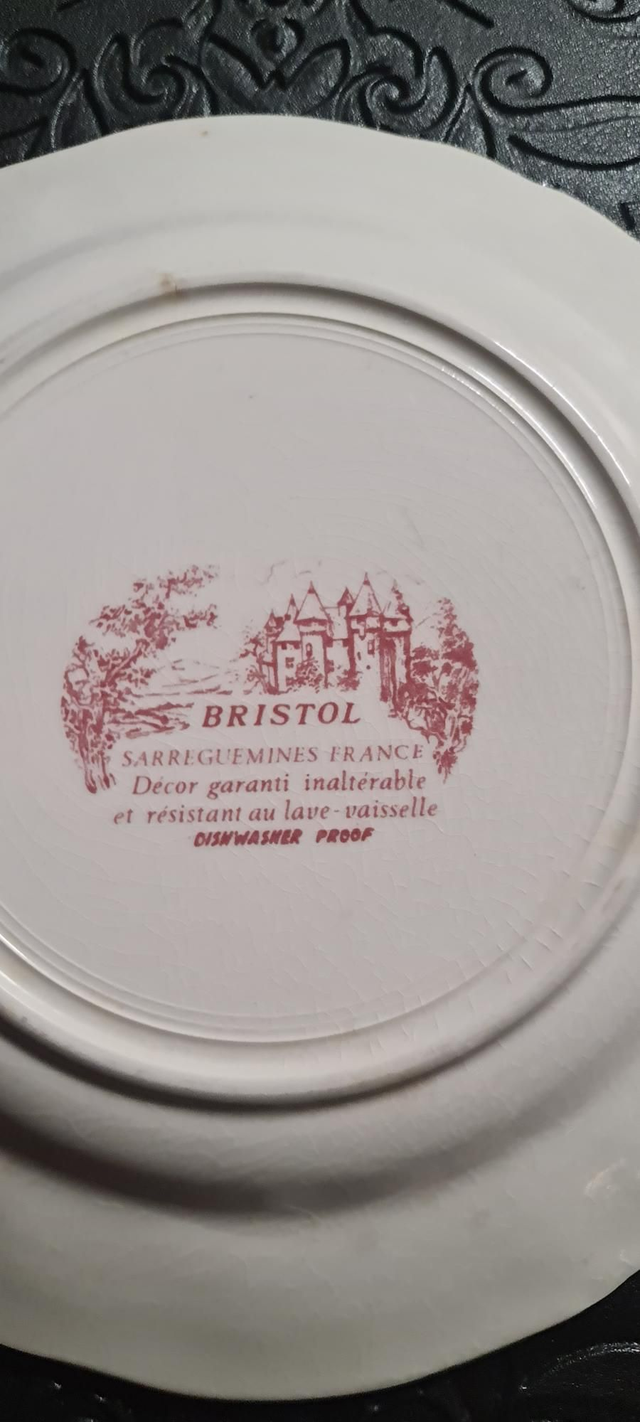 BRISTOL
SARREGUEMINES FRANCE
Décor garanti inaltérable
et résistant au lave-vaisselle
DISHWASHER PROOF